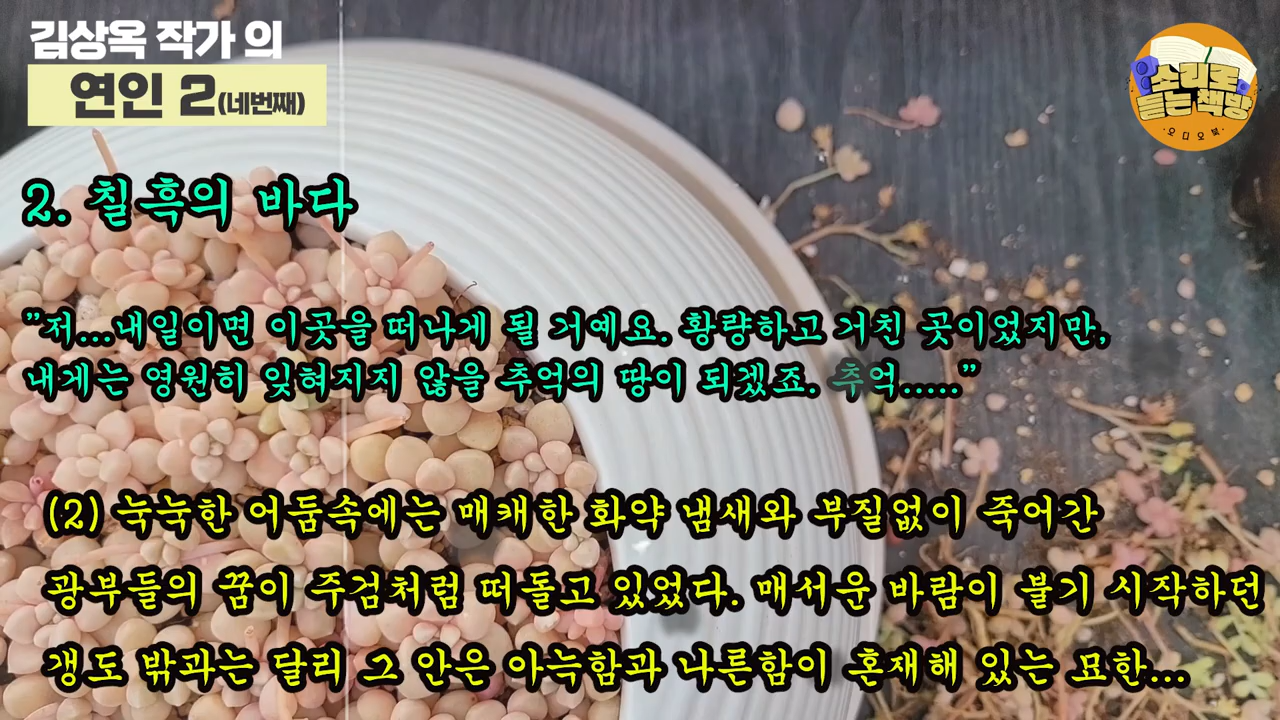 김상옥 작가 의
연인 2(네번째)
소리로
듣는 책방
·오디오북·
2. 칠흑의 바다
"저...내일이면 이곳을 떠나게 될 거예요. 황량하고 거친 곳이었지만,
내게는 영원히 잊혀지지 않을 추억의 땅이 되겠죠. 추억....."
(2) 눅눅한 어둠속에는 매캐한 화약 냄새와 부질없이 죽어간
광부들의 꿈이 주검처럼 떠돌고 있었다. 매서운 바람이 불기 시작하던
갱도 밖과는 달리 그 안은 아늑함과 나른함이 혼재해 있는 묘한...